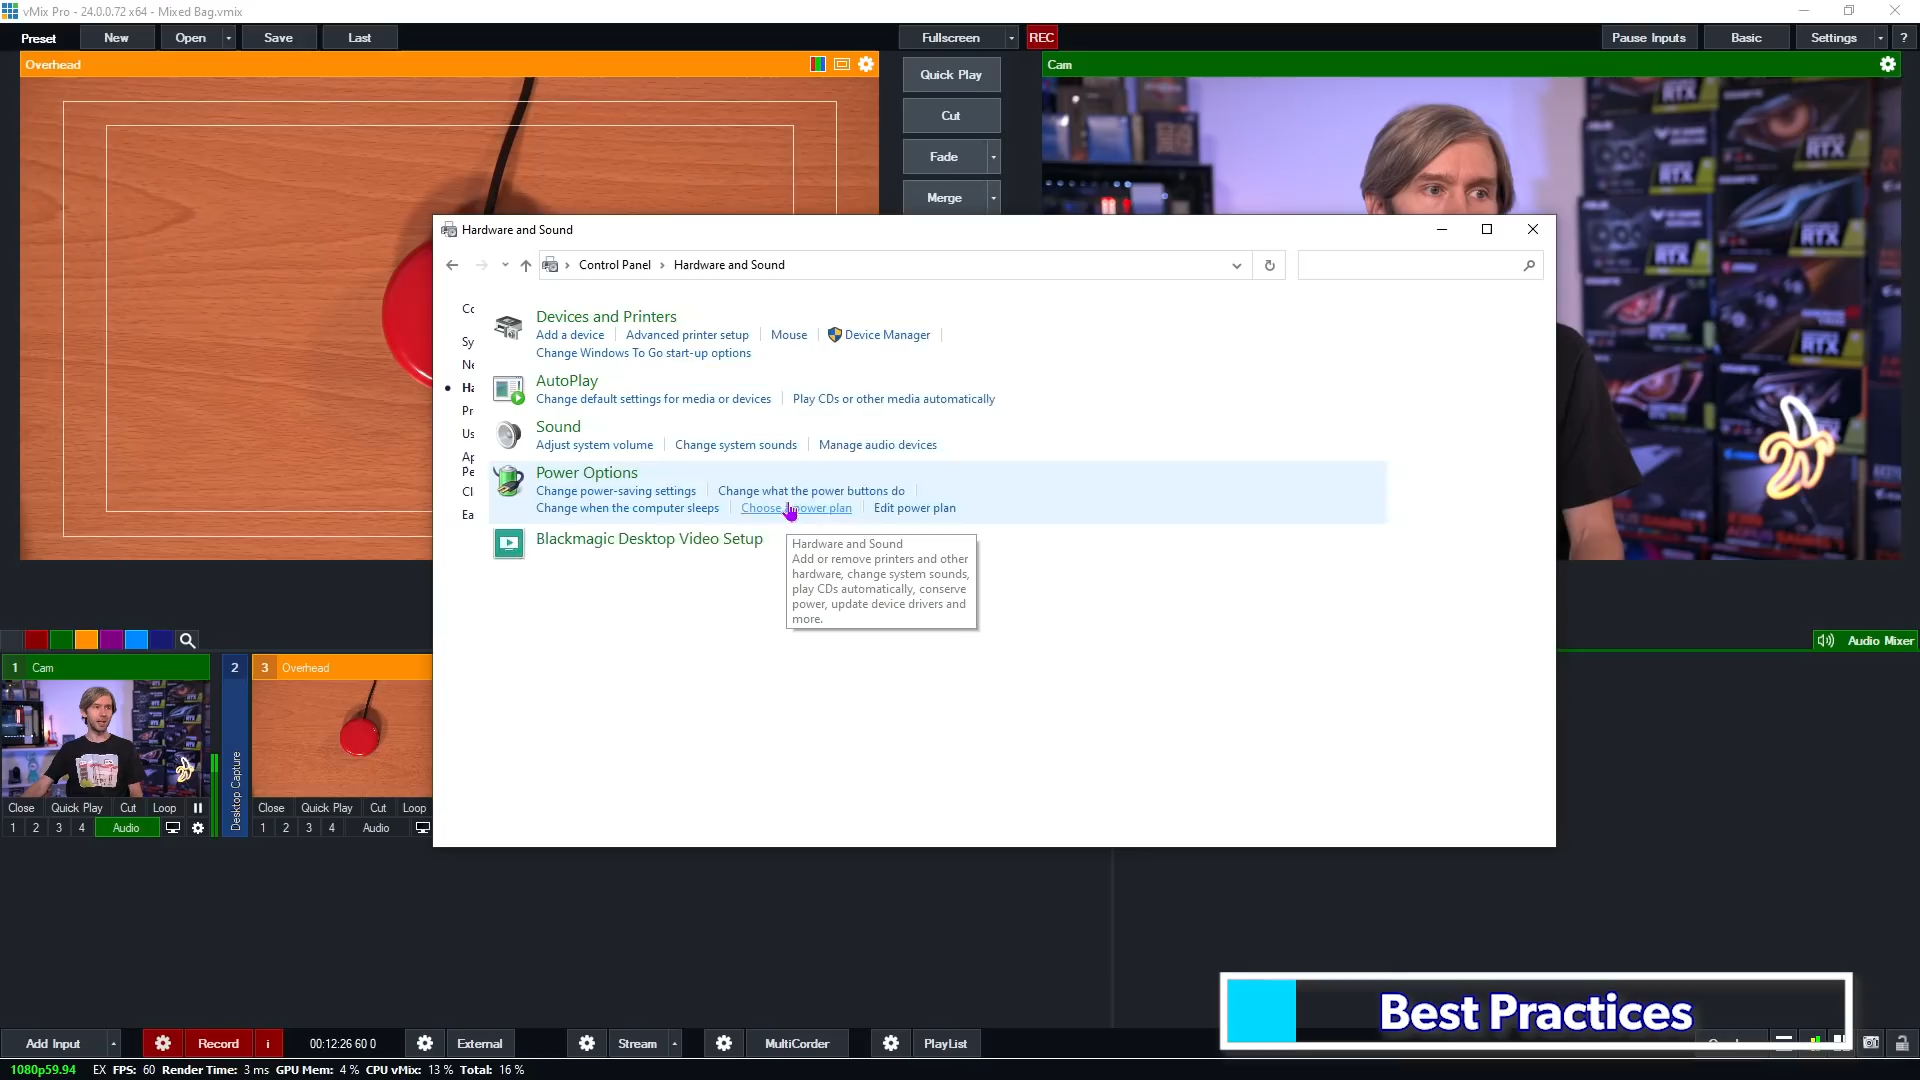 vMix Pro - 24.0.0.72 x64 - Mixed Bag.vmix
Preset New Open Save Last Fullscreen REC Pause Inputs Basic Settings ?
Overhead
Quick Play
Cut
Fade
Merge
Cam
Hardware and Sound
Control Panel › Hardware and Sound
Devices and Printers
Add a device Advanced printer setup Mouse Device Manager
Change Windows To Go start-up options
AutoPlay
Change default settings for media or devices Play CDs or other media automatically
Sound
Adjust system volume Change system sounds Manage audio devices
Power Options
Change power-saving settings Change what the power buttons do
Change when the computer sleeps Choose a power plan Edit power plan
Blackmagic Desktop Video Setup
Hardware and Sound
Add or remove printers and other
hardware, change system sounds,
play CDs automatically, conserve
power, update device drivers and
more.
Audio Mixer
1 Cam
2
Desktop Capture
3 Overhead
Close Quick Play Cut Loop
1 2 3 4 Audio
Close Quick Play Cut Loop
1 2 3 4 Audio
Best Practices
Add Input Record i 00:12:26 60 0 External Stream MultiCorder PlayList
1080p59.94 EX FPS: 60 Render Time: 3 ms GPU Mem: 4 % CPU vMix: 13 % Total: 16 %